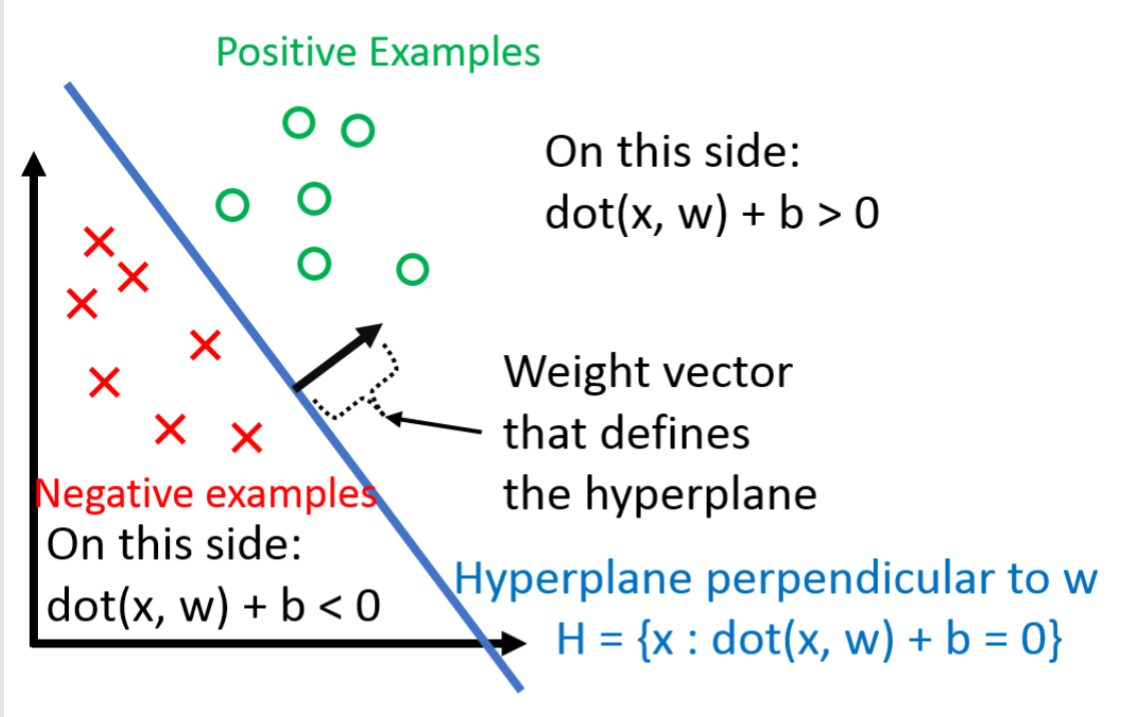 Positive Examples
On this side:
dot(x, w) + b > 0
Weight vector
that defines
the hyperplane
Negative examples
On this side:
dot(x, w) + b < 0
Hyperplane perpendicular to w
H = {x : dot(x, w) + b = 0}